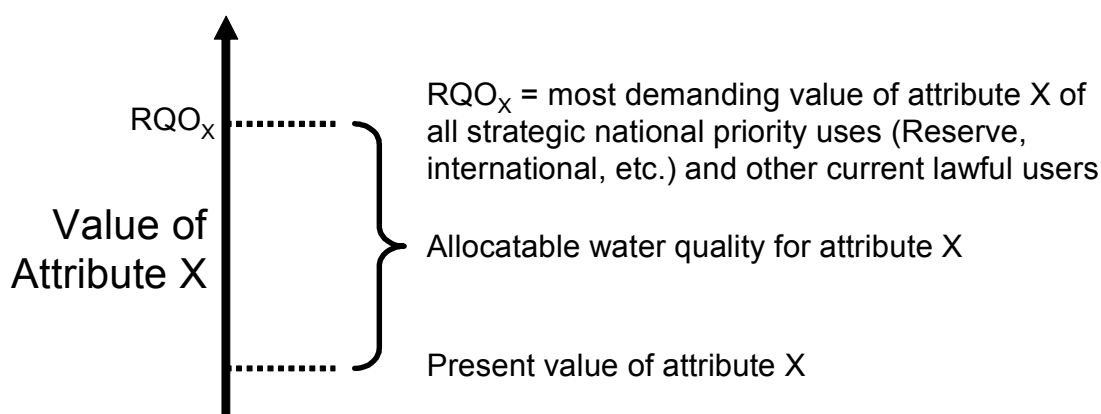 RQOX
RQOX = most demanding value of attribute X of
all strategic national priority uses (Reserve,
international, etc.) and other current lawful users
Value of
Attribute X
Allocatable water quality for attribute X
Present value of attribute X